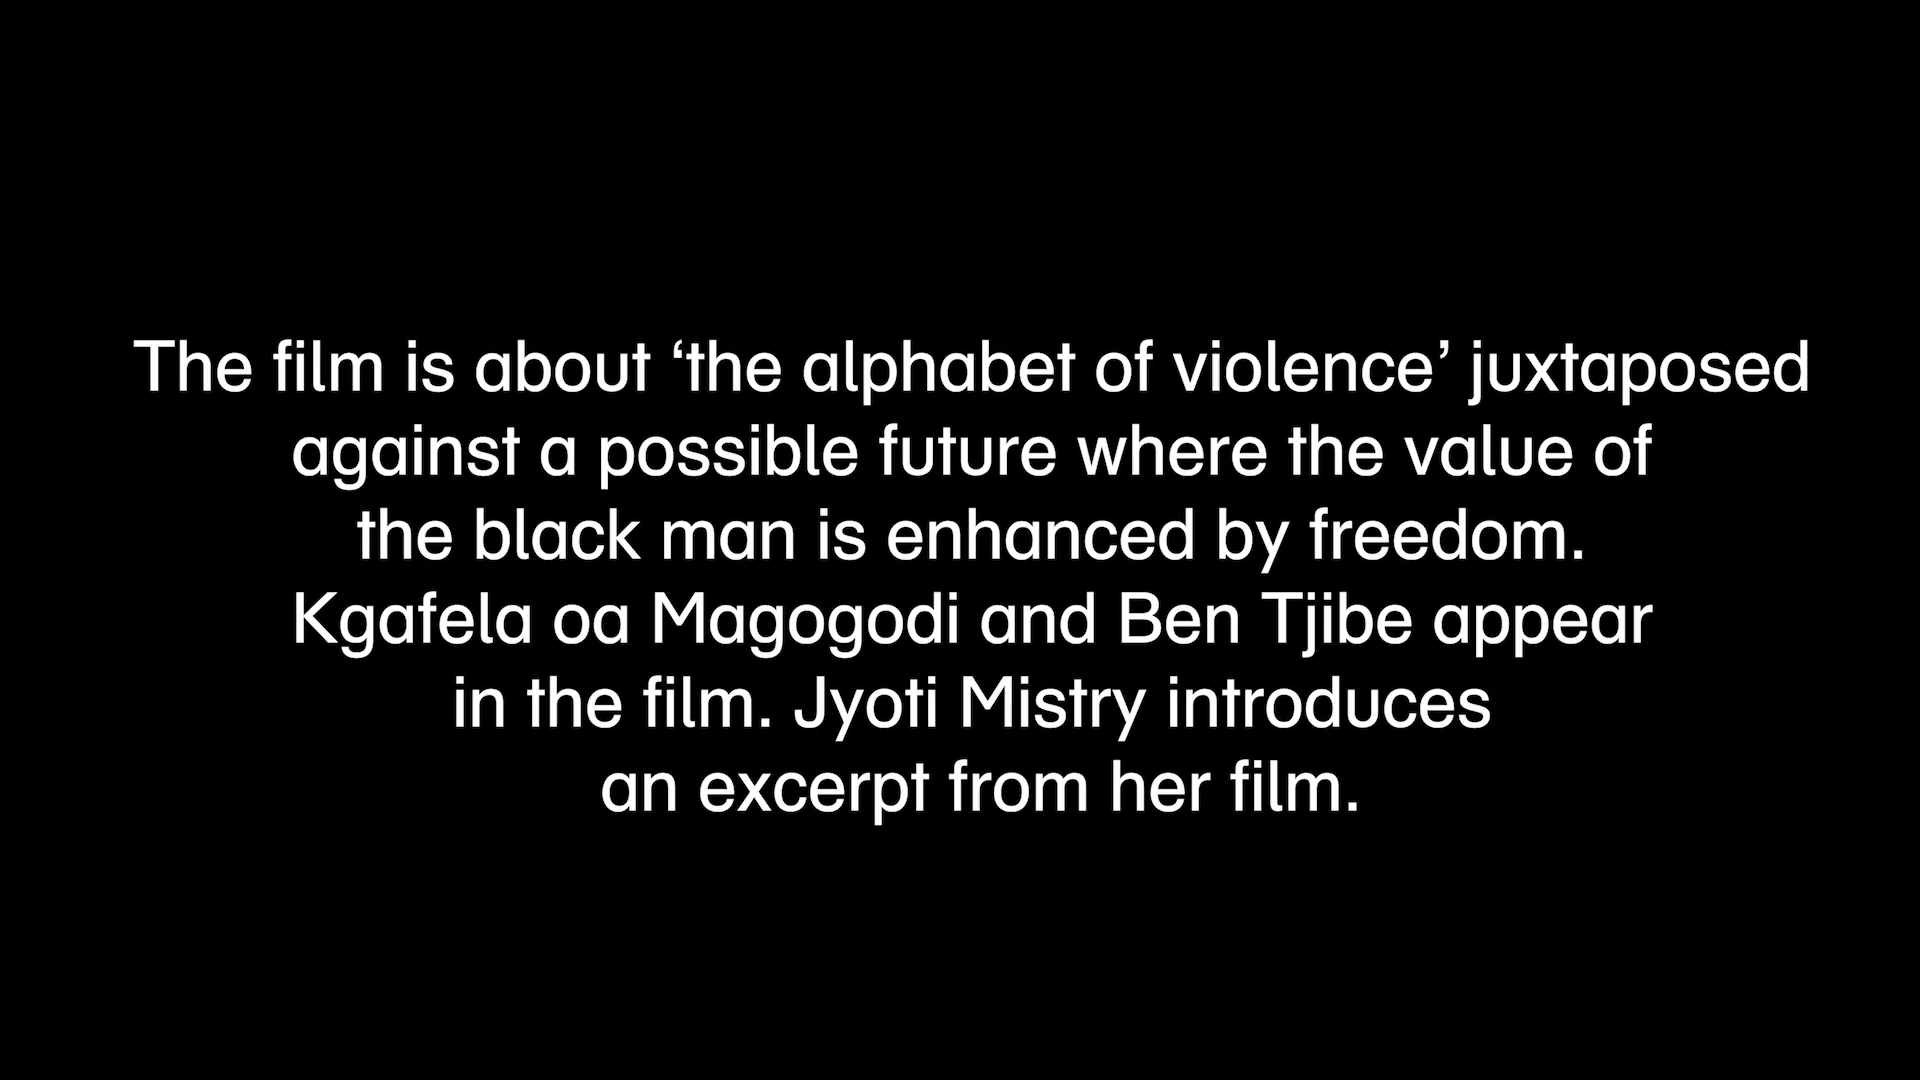 The film is about ‘the alphabet of violence’ juxtaposed
against a possible future where the value of
the black man is enhanced by freedom.
Kgafela oa Magogodi and Ben Tjibe appear
in the film. Jyoti Mistry introduces
an excerpt from her film.